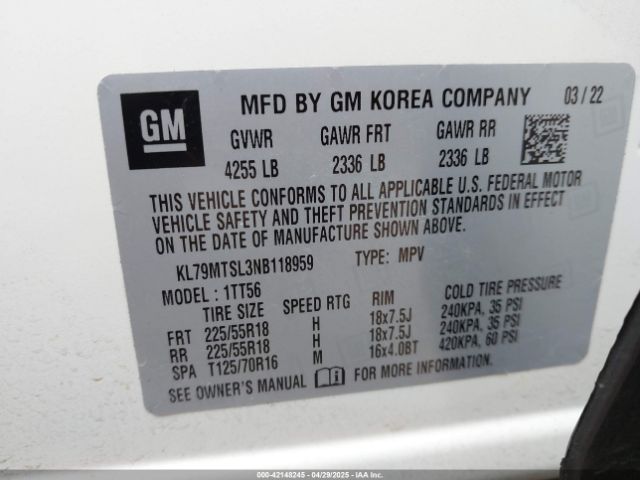 GM
MFD BY GM KOREA COMPANY 03 / 22
GVWR GAWR FRT GAWR RR
4255 LB 2336 LB 2336 LB
THIS VEHICLE CONFORMS TO ALL APPLICABLE U.S. FEDERAL MOTOR
VEHICLE SAFETY AND THEFT PREVENTION STANDARDS IN EFFECT
ON THE DATE OF MANUFACTURE SHOWN ABOVE.
KL79MTSL3NB118959 TYPE: MPV
MODEL : 1TT56
TIRE SIZE SPEED RTG RIM COLD TIRE PRESSURE
FRT 225/55R18 H 18x7.5J 240KPA, 35 PSI
RR 225/55R18 H 18x7.5J 240KPA, 35 PSI
SPA T125/70R16 M 16x4.0BT 420KPA, 60 PSI
SEE OWNER'S MANUAL FOR MORE INFORMATION.
000-42148245 - 04/29/2025 - IAA Inc.